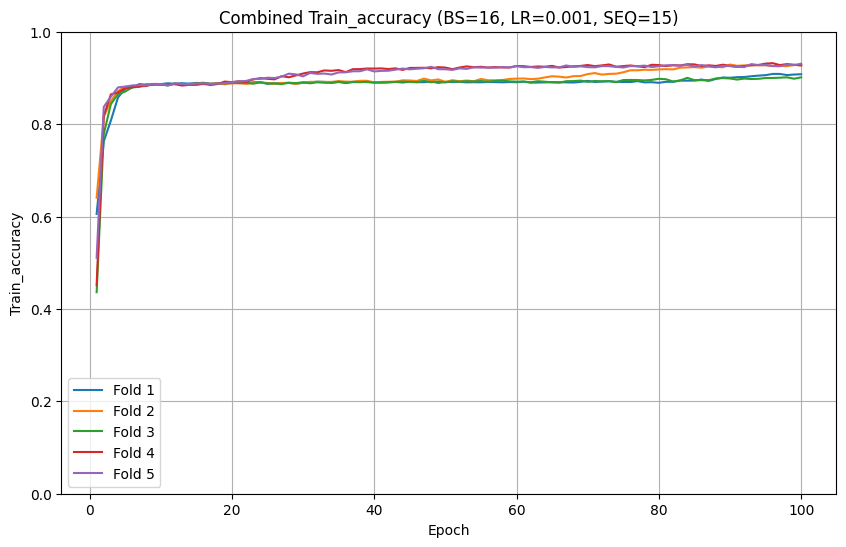 Combined Train_accuracy (BS=16, LR=0.001, SEQ=15)
1.0
0.8
0.6
0.4
0.2
0.0
Train_accuracy
Fold 1
Fold 2
Fold 3
Fold 4
Fold 5
0 20 40 60 80 100
Epoch